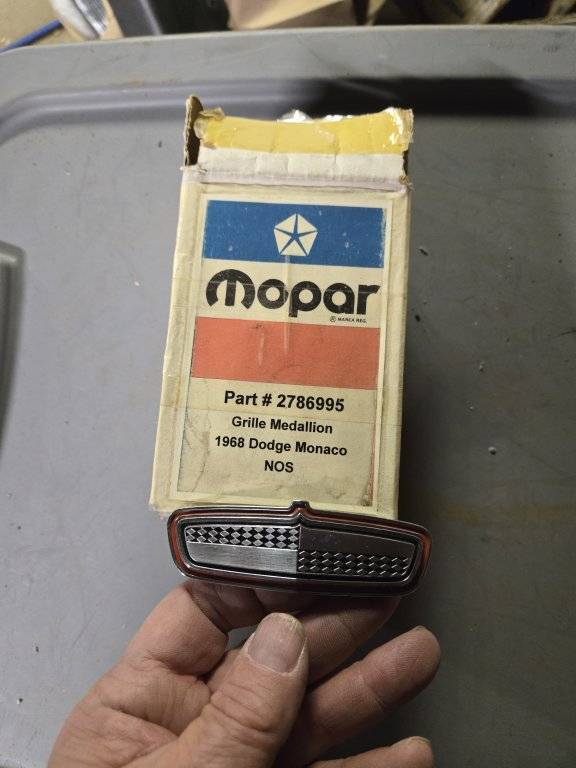 mopar
® MARCA REG.
Part # 2786995
Grille Medallion
1968 Dodge Monaco
NOS